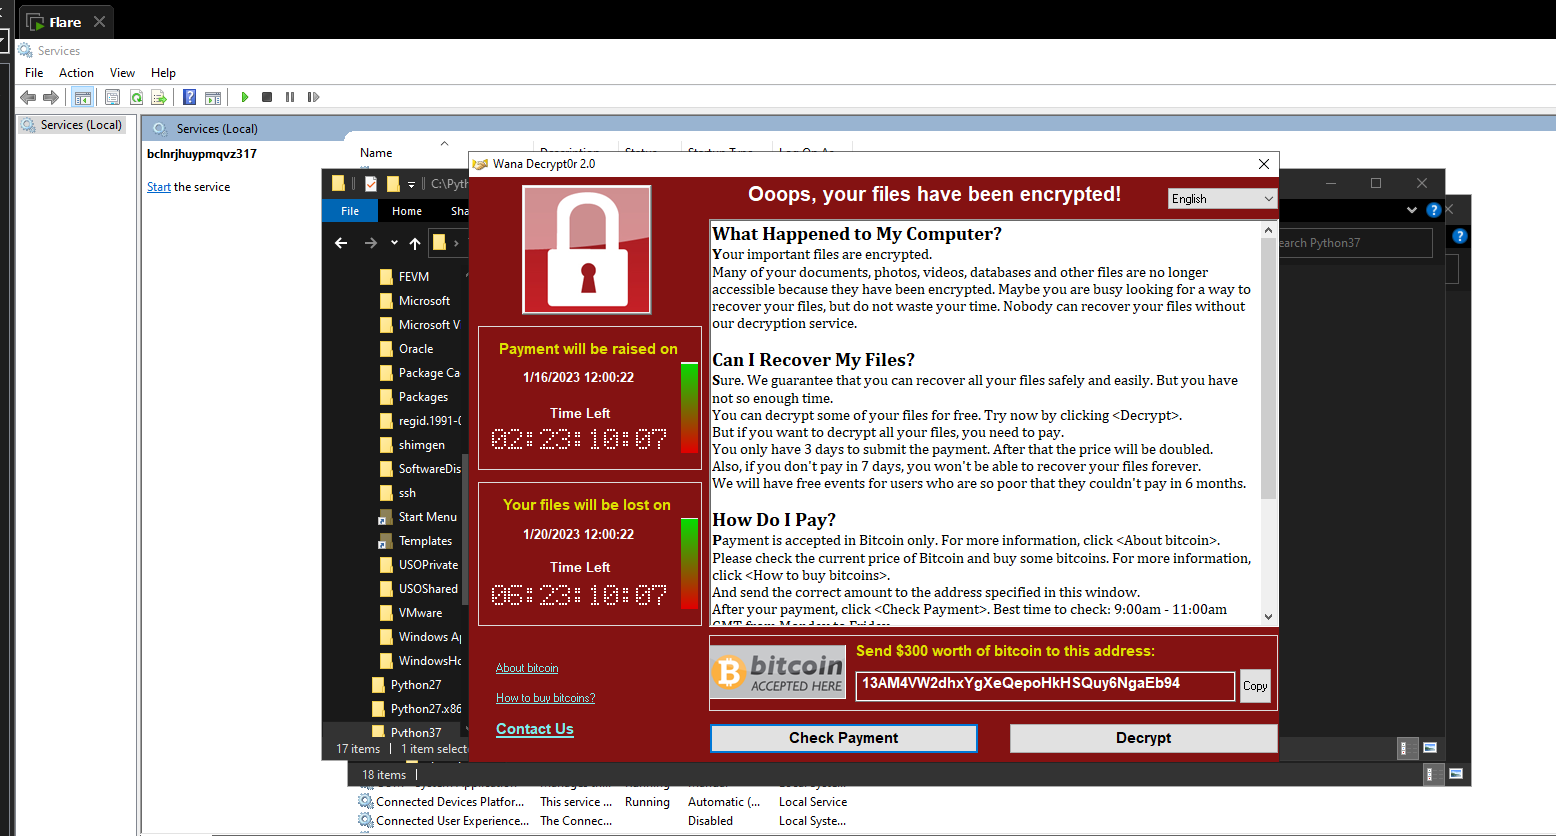 Flare
Services
File Action View Help
Services (Local)
Services (Local)
bclnrjhuypmqvz317
Start the service
Name
C:\Pyth
File Home Sha
FEVM
Microsoft
Microsoft V
Oracle
Package Ca
Packages
regid.1991-0
shimgen
SoftwareDis
ssh
Start Menu
Templates
USOPrivate
USOShared
VMware
Windows Ap
WindowsHo
Python27
Python27.x86
Python37
17 items 1 item selecte
18 items
earch Python37
Wana Decrypt0r 2.0
Ooops, your files have been encrypted!
English
Payment will be raised on
1/16/2023 12:00:22
Time Left
02:23:10:07
Your files will be lost on
1/20/2023 12:00:22
Time Left
06:23:10:07
About bitcoin
How to buy bitcoins?
Contact Us
What Happened to My Computer?
Your important files are encrypted.
Many of your documents, photos, videos, databases and other files are no longer
accessible because they have been encrypted. Maybe you are busy looking for a way to
recover your files, but do not waste your time. Nobody can recover your files without
our decryption service.
Can I Recover My Files?
Sure. We guarantee that you can recover all your files safely and easily. But you have
not so enough time.
You can decrypt some of your files for free. Try now by clicking <Decrypt>.
But if you want to decrypt all your files, you need to pay.
You only have 3 days to submit the payment. After that the price will be doubled.
Also, if you don't pay in 7 days, you won't be able to recover your files forever.
We will have free events for users who are so poor that they couldn't pay in 6 months.
How Do I Pay?
Payment is accepted in Bitcoin only. For more information, click <About bitcoin>.
Please check the current price of Bitcoin and buy some bitcoins. For more information,
click <How to buy bitcoins>.
And send the correct amount to the address specified in this window.
After your payment, click <Check Payment>. Best time to check: 9:00am - 11:00am
GMT from Monday to Friday
bitcoin
ACCEPTED HERE
Send $300 worth of bitcoin to this address:
13AM4VW2dhxYgXeQepoHkHSQuy6NgaEb94
Copy
Check Payment
Decrypt
Connected Devices Platfor... This service ... Running Automatic (... Local Service
Connected User Experience... The Connec... Disabled Local Syste...